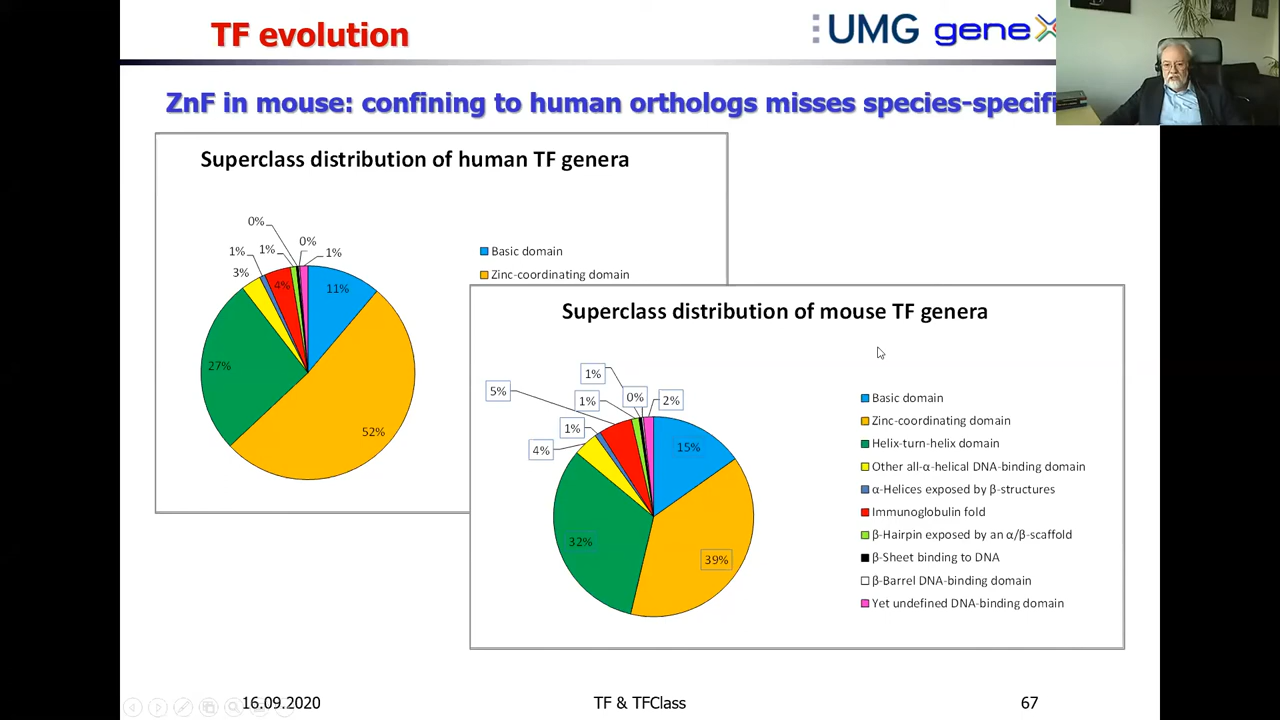 TF evolution
UMG gene
ZnF in mouse: confining to human orthologs misses species-specifi
Superclass distribution of human TF genera
0%
1%
1%
0%
1%
3%
4%
11%
27%
52%
Basic domain
Zinc-coordinating domain
Superclass distribution of mouse TF genera
1%
5%
1%
0%
2%
1%
4%
15%
32%
39%
Basic domain
Zinc-coordinating domain
Helix-turn-helix domain
Other all-α-helical DNA-binding domain
α-Helices exposed by β-structures
Immunoglobulin fold
β-Hairpin exposed by an α/β-scaffold
β-Sheet binding to DNA
β-Barrel DNA-binding domain
Yet undefined DNA-binding domain
16.09.2020
TF & TFClass
67